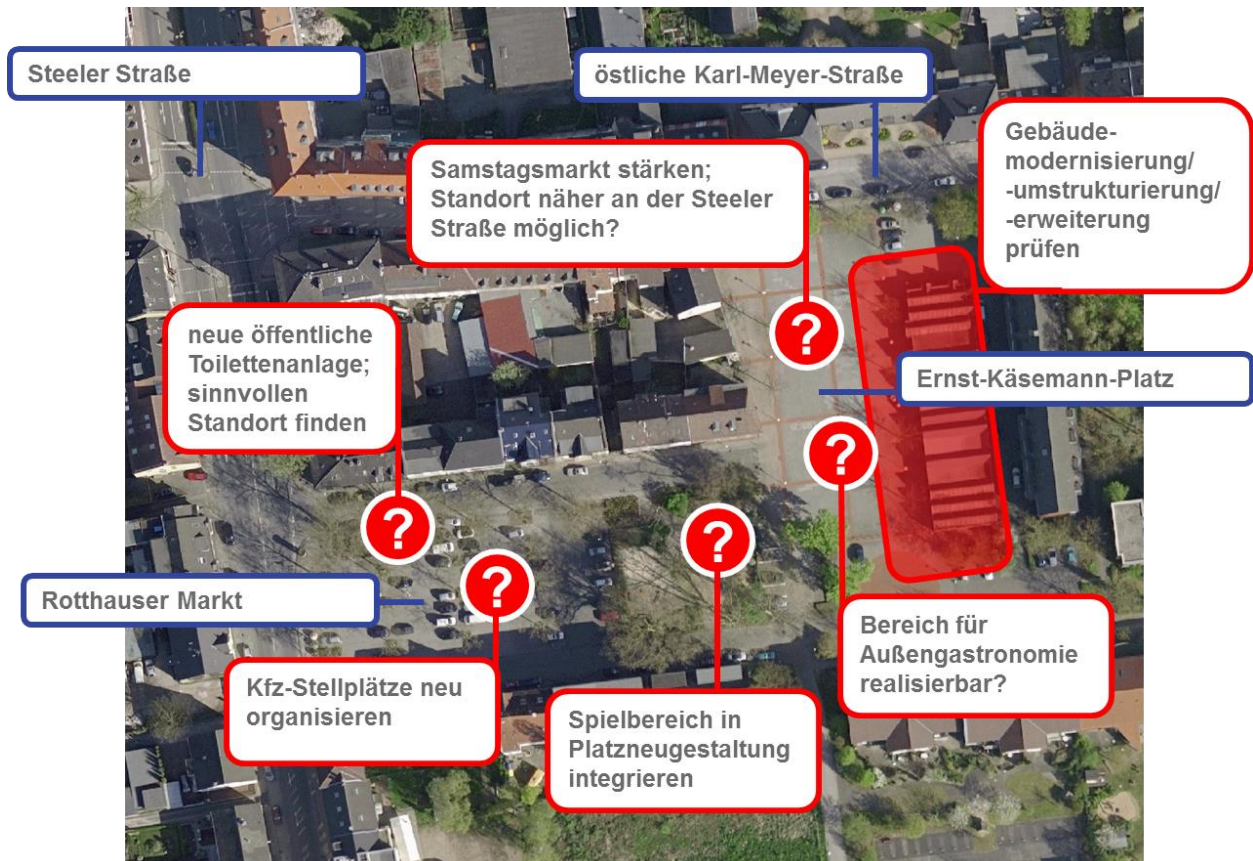 Steeler Straße
östliche Karl-Meyer-Straße
Gebäude-
modernisierung/
-umstrukturierung/
-erweiterung
prüfen
Samstagsmarkt stärken;
Standort näher an der Steeler
Straße möglich?
?
neue öffentliche
Toilettenanlage;
sinnvollen
Standort finden
Ernst-Käsemann-Platz
?
?
?
?
Rotthauser Markt
Bereich für
Außengastronomie
realisierbar?
Kfz-Stellplätze neu
organisieren
Spielbereich in
Platzneugestaltung
integrieren